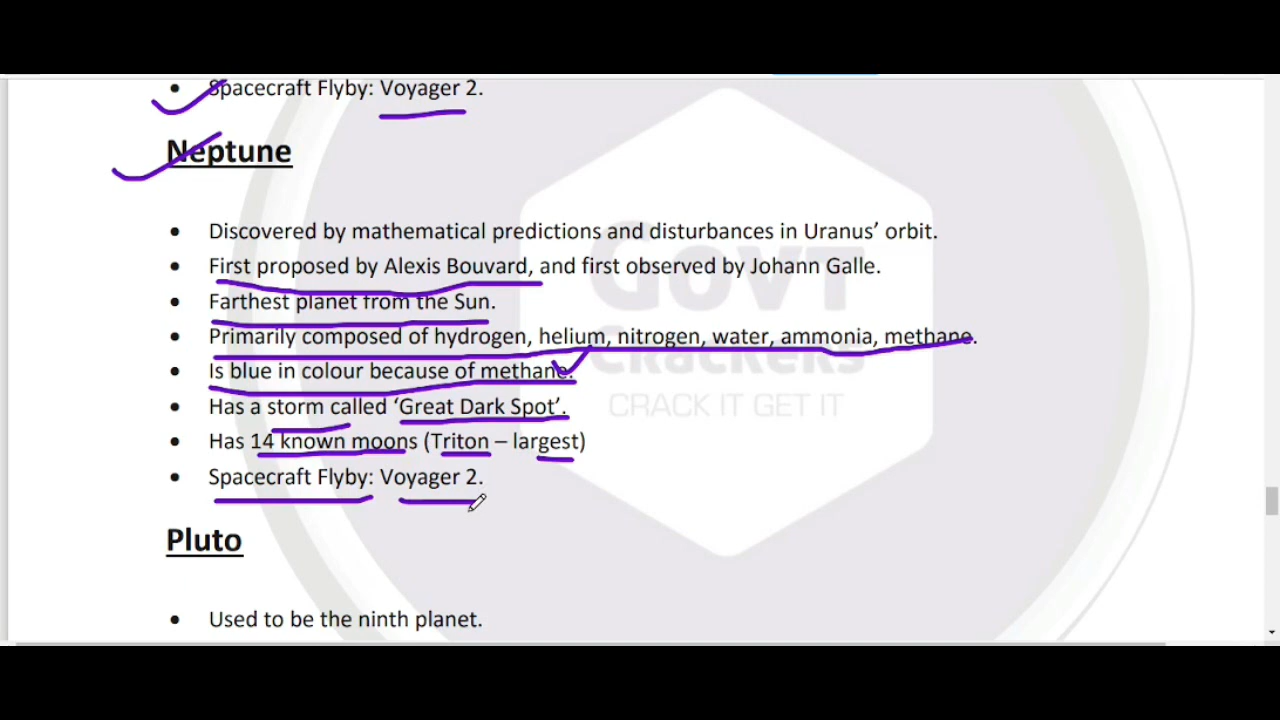 • Spacecraft Flyby: Voyager 2.
Neptune
• Discovered by mathematical predictions and disturbances in Uranus’ orbit.
• First proposed by Alexis Bouvard, and first observed by Johann Galle.
• Farthest planet from the Sun.
• Primarily composed of hydrogen, helium, nitrogen, water, ammonia, methane.
• Is blue in colour because of methane.
• Has a storm called ‘Great Dark Spot’.
• Has 14 known moons (Triton – largest)
• Spacecraft Flyby: Voyager 2.
Pluto
• Used to be the ninth planet.
GOVT
CRACKERS
CRACK IT GET IT